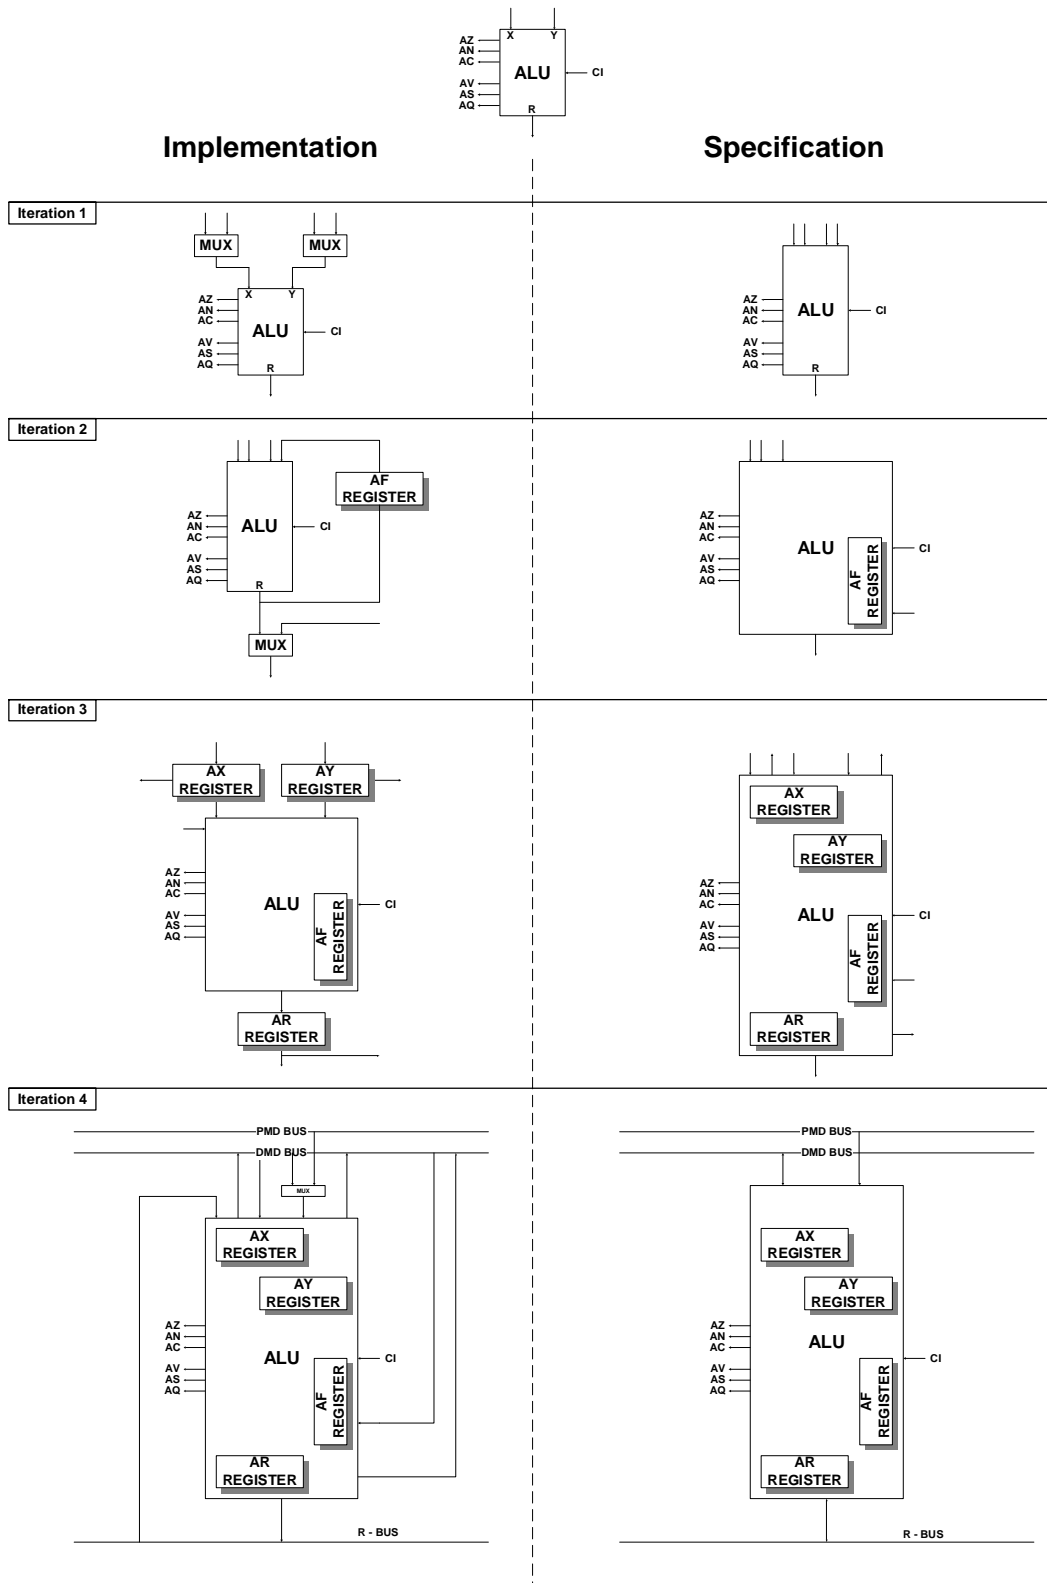 X Y
AZ
AN
AC
ALU
CI
AV
AS
AQ
R
Implementation
Specification
Iteration 1
MUX MUX
X Y
AZ
AN
AC
ALU
CI
AV
AS
AQ
R
AZ
AN
AC
ALU
CI
AV
AS
AQ
R
Iteration 2
AF
REGISTER
AZ
AN
AC
ALU
CI
AV
AS
AQ
R
MUX
AZ
AN
AC
ALU
CI
AV
AS
AQ
AF
REGISTER
Iteration 3
AX
REGISTER
AY
REGISTER
AZ
AN
AC
ALU
CI
AV
AS
AQ
AF
REGISTER
AR
REGISTER
AX
REGISTER
AY
REGISTER
AZ
AN
AC
ALU
CI
AV
AS
AQ
AF
REGISTER
AR
REGISTER
Iteration 4
PMD BUS
DMD BUS
MUX
AX
REGISTER
AY
REGISTER
AZ
AN
AC
ALU
CI
AV
AS
AQ
AF
REGISTER
AR
REGISTER
R - BUS
PMD BUS
DMD BUS
AX
REGISTER
AY
REGISTER
AZ
AN
AC
ALU
CI
AV
AS
AQ
AF
REGISTER
AR
REGISTER
R - BUS